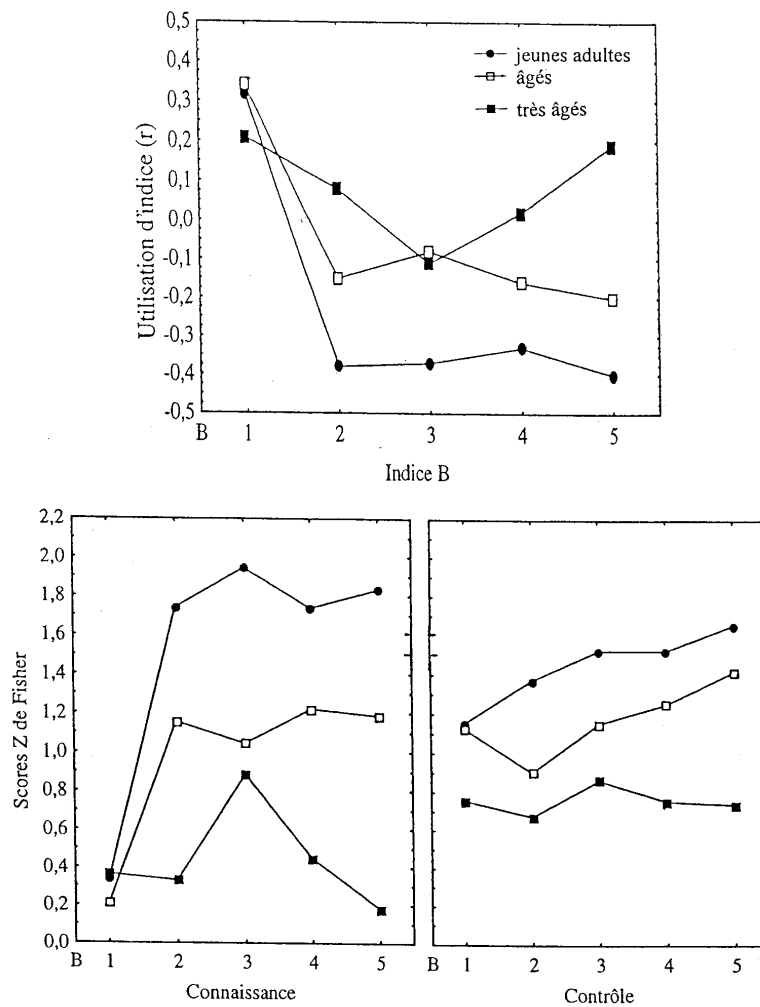 0,5
0,4
0,3
0,2
0,1
0,0
-0,1
-0,2
-0,3
-0,4
-0,5
Utilisation d'indice (r)
jeunes adultes
âgés
très âgés
B 1 2 3 4 5
Indice B
2,2
2,0
1,8
1,6
1,4
1,2
1,0
0,8
0,6
0,4
0,2
0,0
Scores Z de Fisher
B 1 2 3 4 5
Connaissance
B 1 2 3 4 5
Contrôle